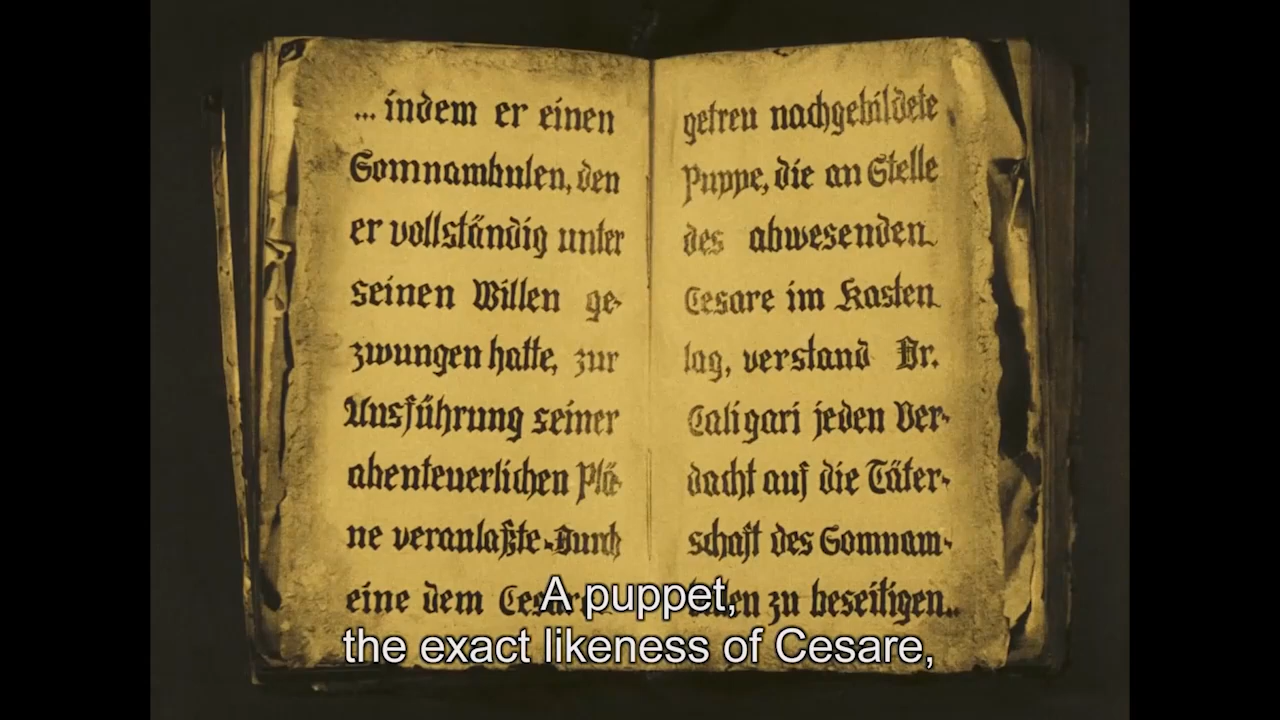 ... indem er einen
Somnambulen, den
er vollständig unter
seinen Willen ge-
zwungen hatte, zur
Ausführung seiner
abenteuerlichen Plä-
ne veranlaßte. Durch
eine dem Cesare
getreu nachgebildete
Puppe, die an Stelle
des abwesenden
Cesare im Kasten
lag, verstand Dr.
Caligari jeden Ver-
dacht auf die Täter-
schaft des Somnam-
bulen zu beseitigen...
A puppet,
the exact likeness of Cesare,